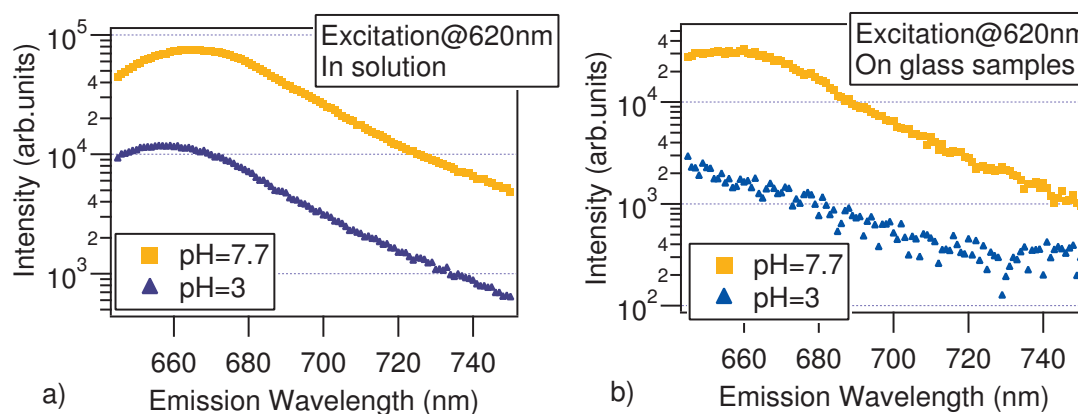 Intensity (arb.units)
10^5
4
2
10^4
4
2
10^3
Excitation@620nm
In solution
pH=7.7
pH=3
660 680 700 720 740
Emission Wavelength (nm)
a)
Intensity (arb.units)
4
2
10^4
4
2
10^3
4
2
10^2
Excitation@620nm
On glass samples
pH=7.7
pH=3
660 680 700 720 740
Emission Wavelength (nm)
b)